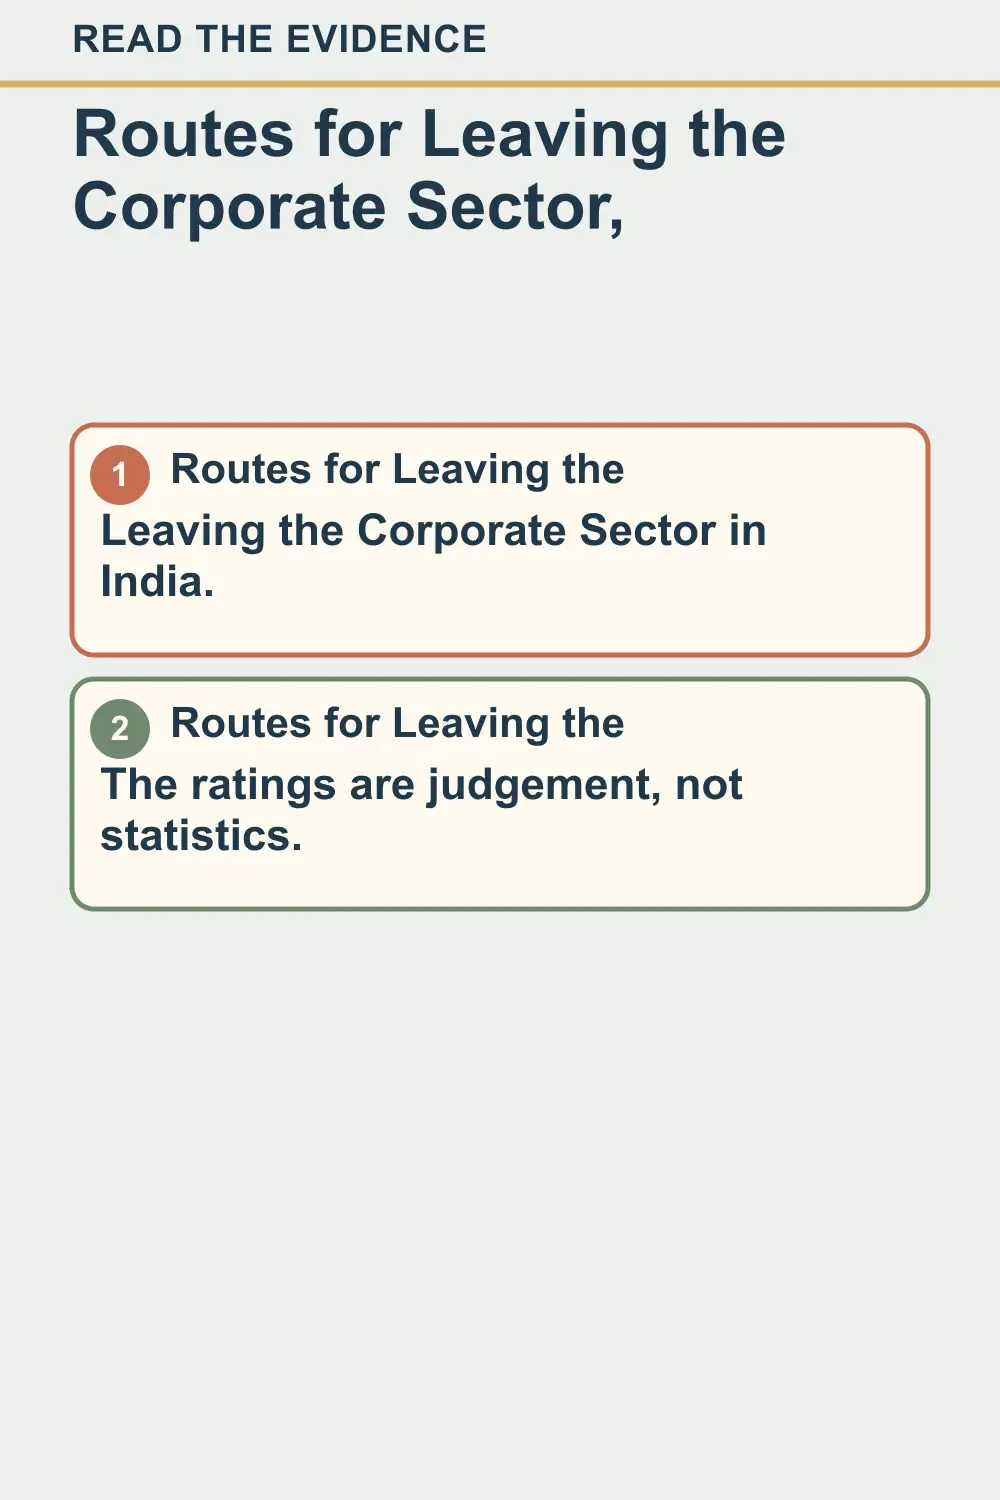 READ THE EVIDENCE
Routes for Leaving the
Corporate Sector,
1 Routes for Leaving the
Leaving the Corporate Sector in
India.
2 Routes for Leaving the
The ratings are judgement, not
statistics.